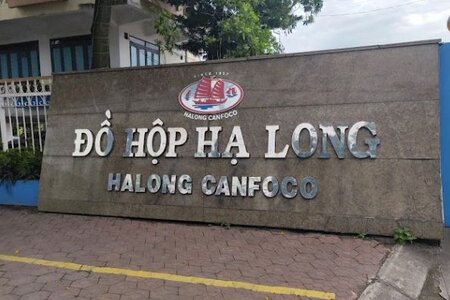 SINCE 1957
HALONG CANFOCO
ĐỒ HỘP HẠ LONG
HALONG CANFOCO